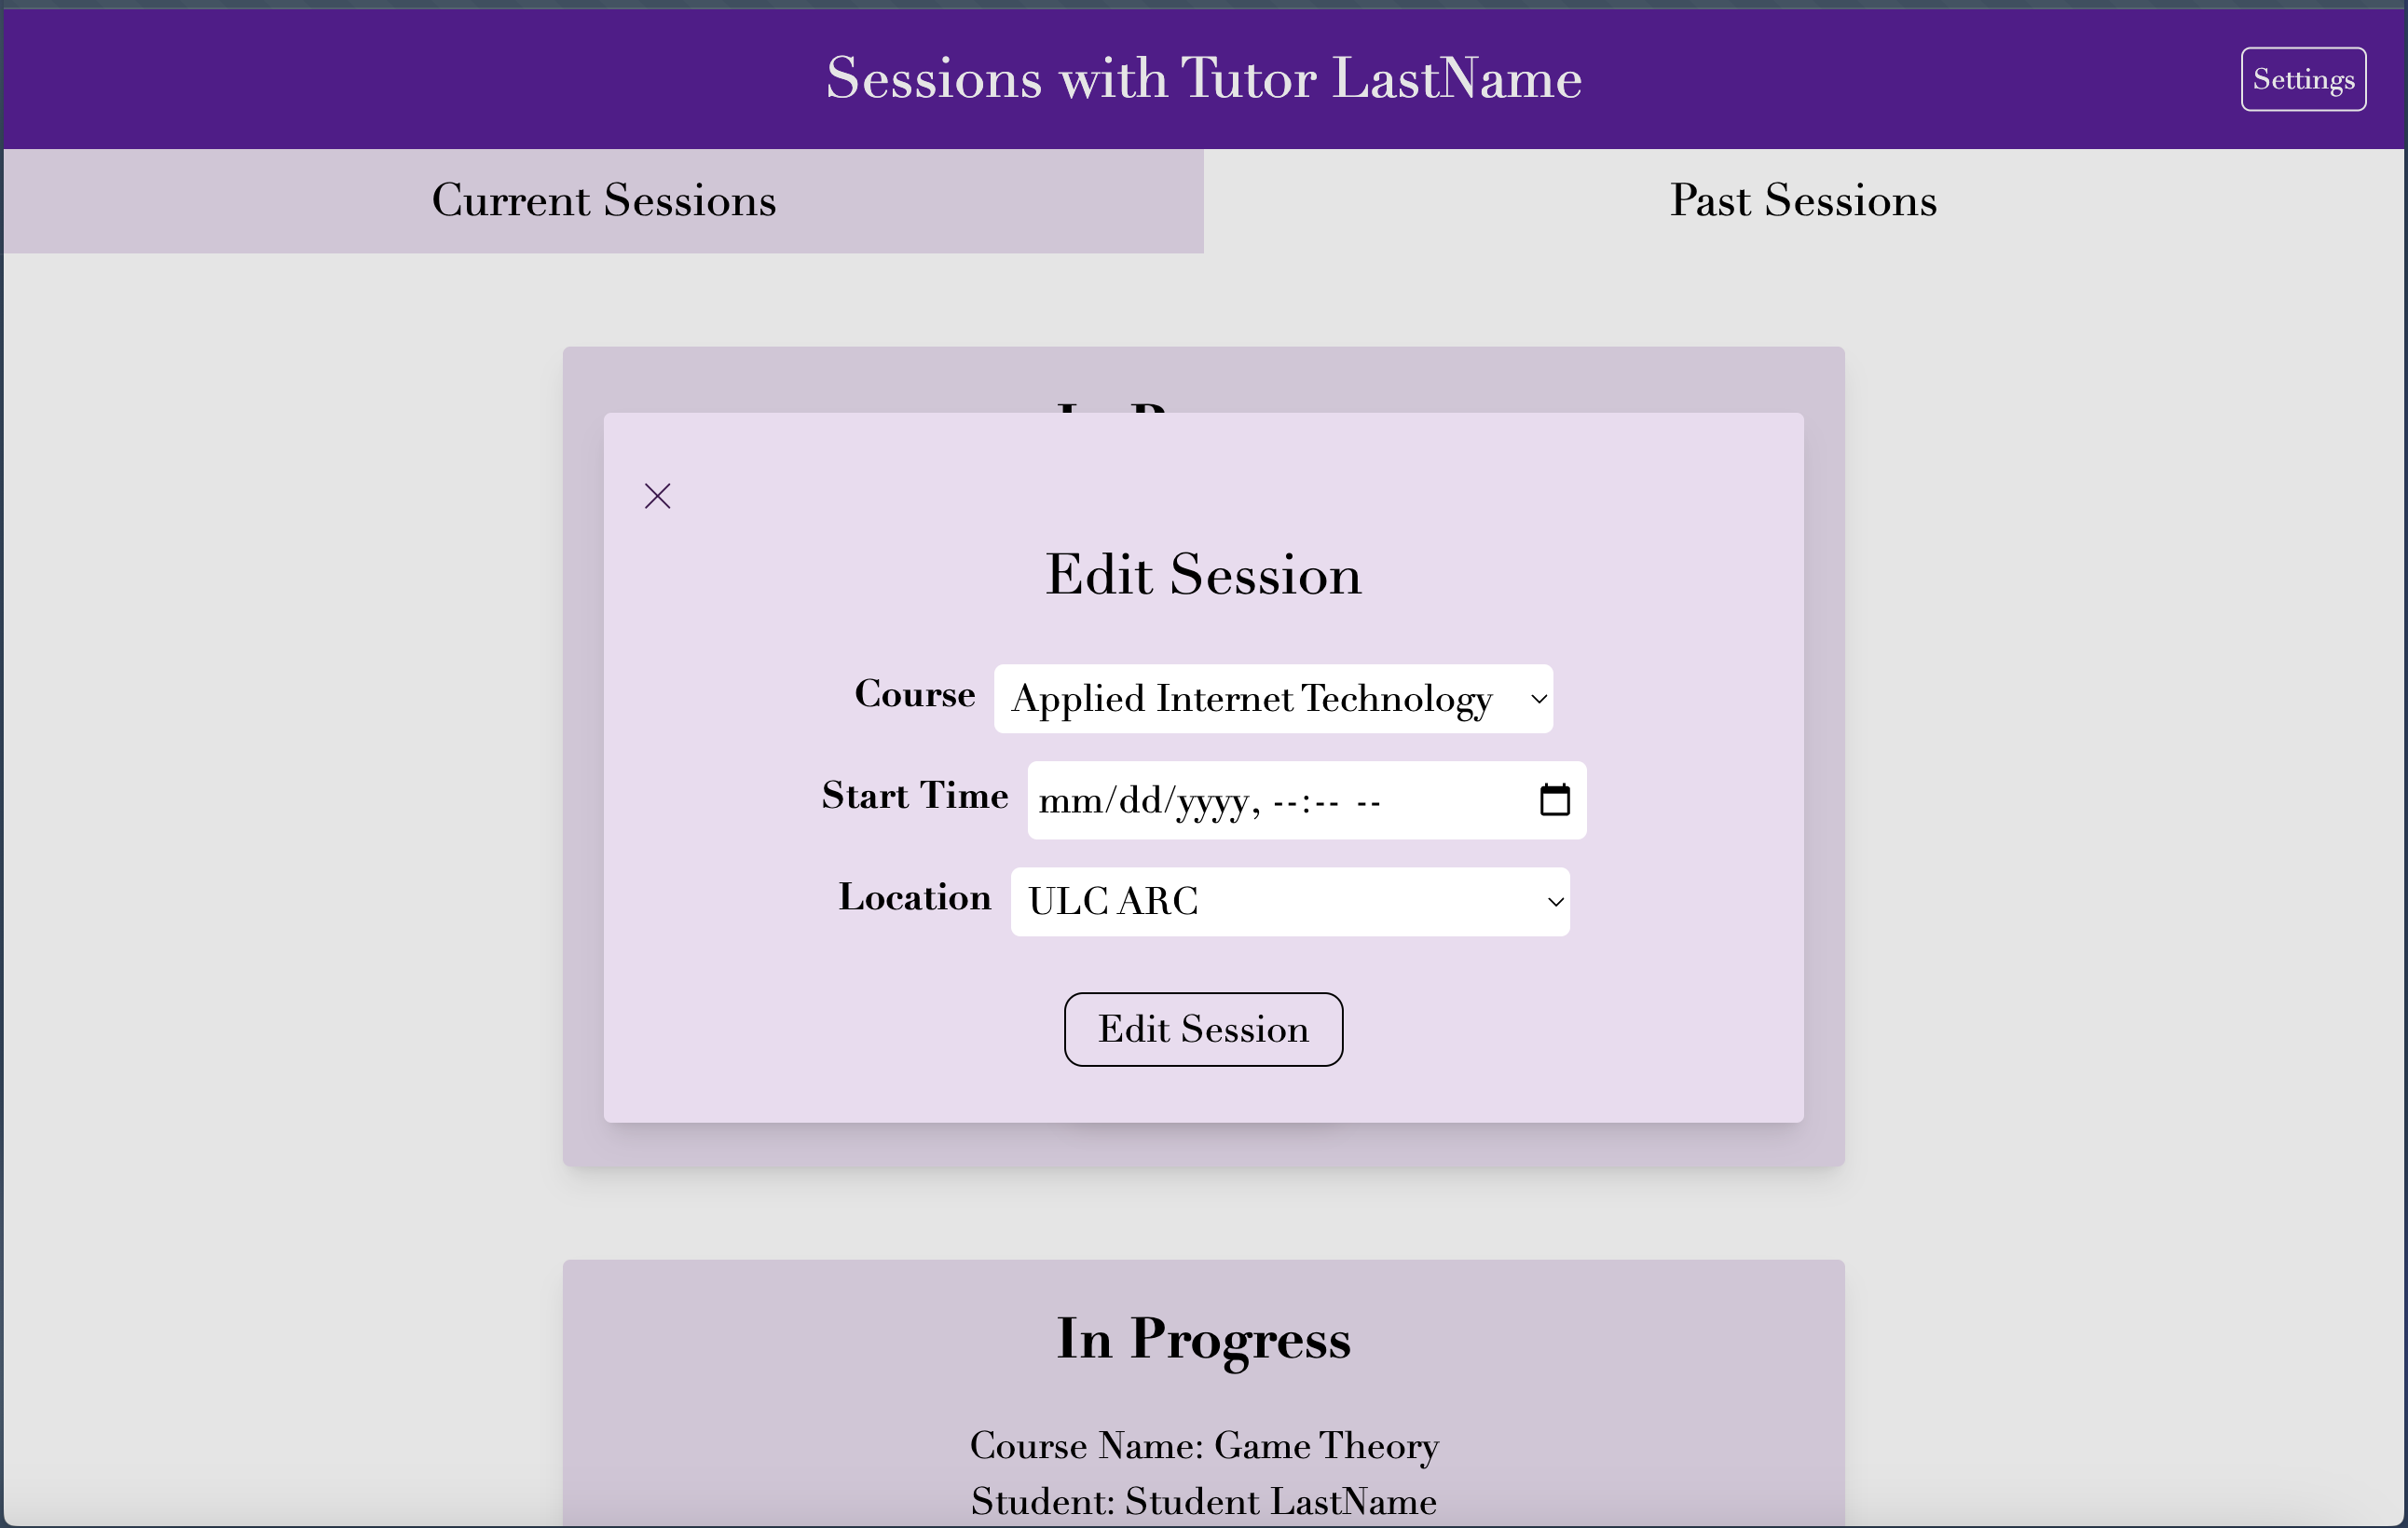 Sessions with Tutor LastName
Settings
Current Sessions
Past Sessions
Edit Session
Course
Applied Internet Technology
Start Time
mm/dd/yyyy, --:-- --
Location
ULC ARC
Edit Session
In Progress
Course Name: Game Theory
Student: Student LastName